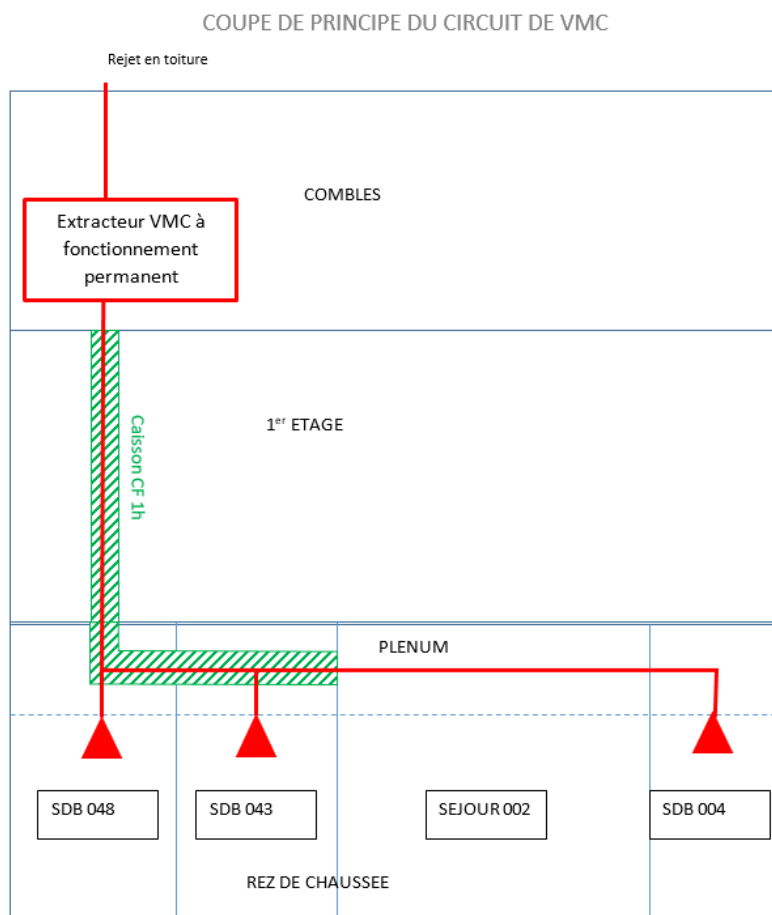 COUPE DE PRINCIPE DU CIRCUIT DE VMC
Rejet en toiture
COMBLES
Extracteur VMC à
fonctionnement
permanent
Caisson CF 1h
1er ETAGE
PLENUM
SDB 048
SDB 043
SEJOUR 002
SDB 004
REZ DE CHAUSSEE